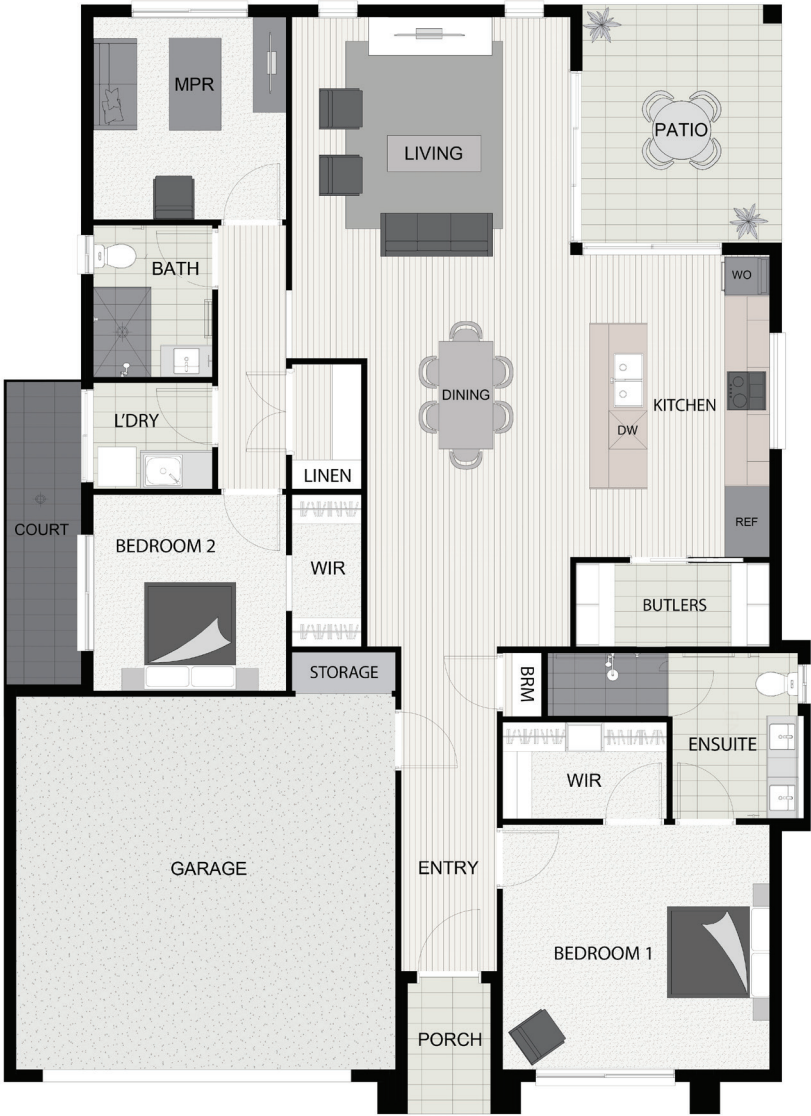 MPR
LIVING
PATIO
BATH
WO
DINING
KITCHEN
L'DRY
DW
LINEN
COURT
REF
BEDROOM 2
WIR
BUTLERS
STORAGE
BRM
ENSUITE
WIR
GARAGE
ENTRY
BEDROOM 1
PORCH